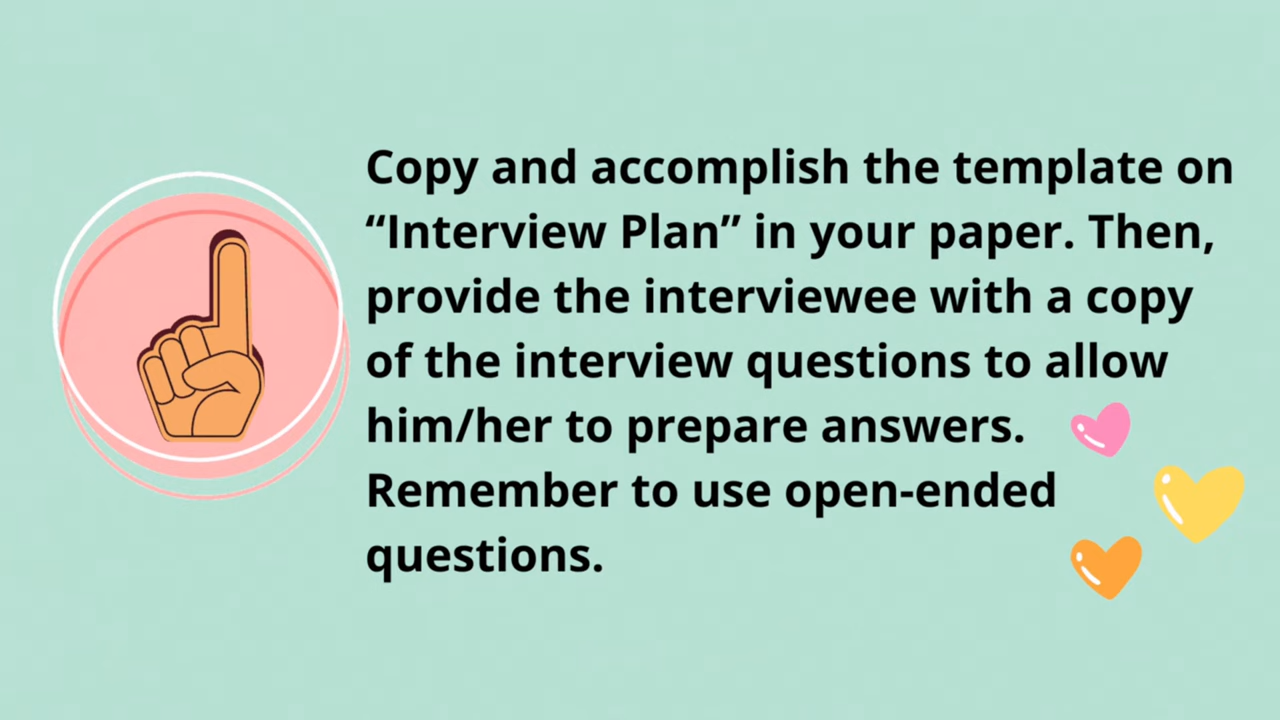 Copy and accomplish the template on
“Interview Plan” in your paper. Then,
provide the interviewee with a copy
of the interview questions to allow
him/her to prepare answers.
Remember to use open-ended
questions.